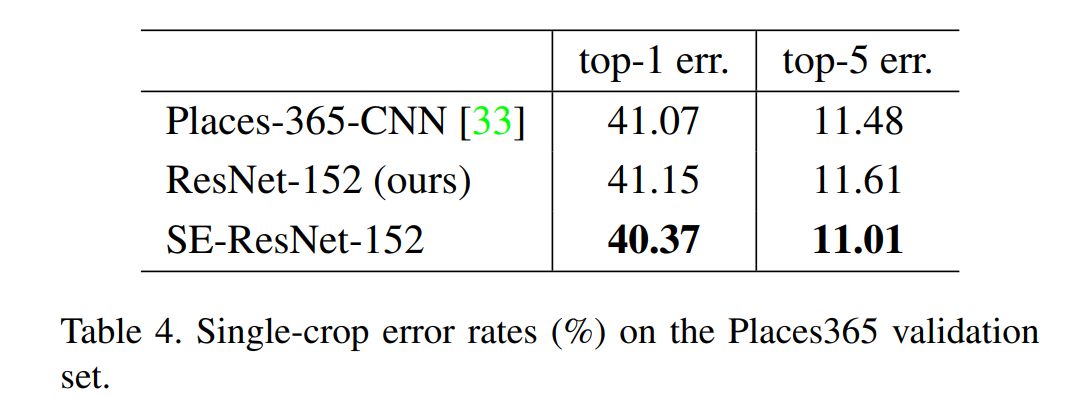 top-1 err. top-5 err.
Places-365-CNN [33] 41.07 11.48
ResNet-152 (ours) 41.15 11.61
SE-ResNet-152 40.37 11.01
Table 4. Single-crop error rates (%) on the Places365 validation
set.